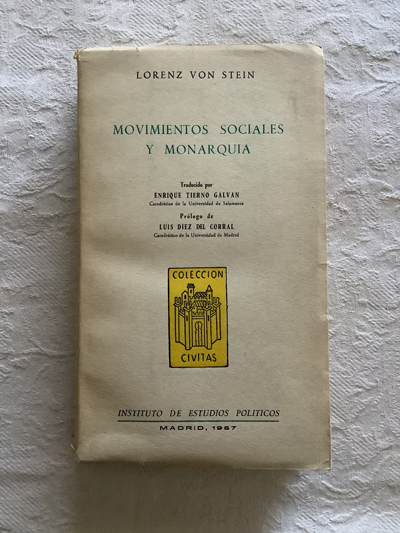 LORENZ VON STEIN
MOVIMIENTOS SOCIALES
Y MONARQUIA
Traducido por
ENRIQUE TIERNO GALVAN
Catedrático de la Universidad de Salamanca
Prólogo de
LUIS DIEZ DEL CORRAL
Catedrático de la Universidad de Madrid
COLECCION
CIVITAS
INSTITUTO DE ESTUDIOS POLITICOS
MADRID, 1957